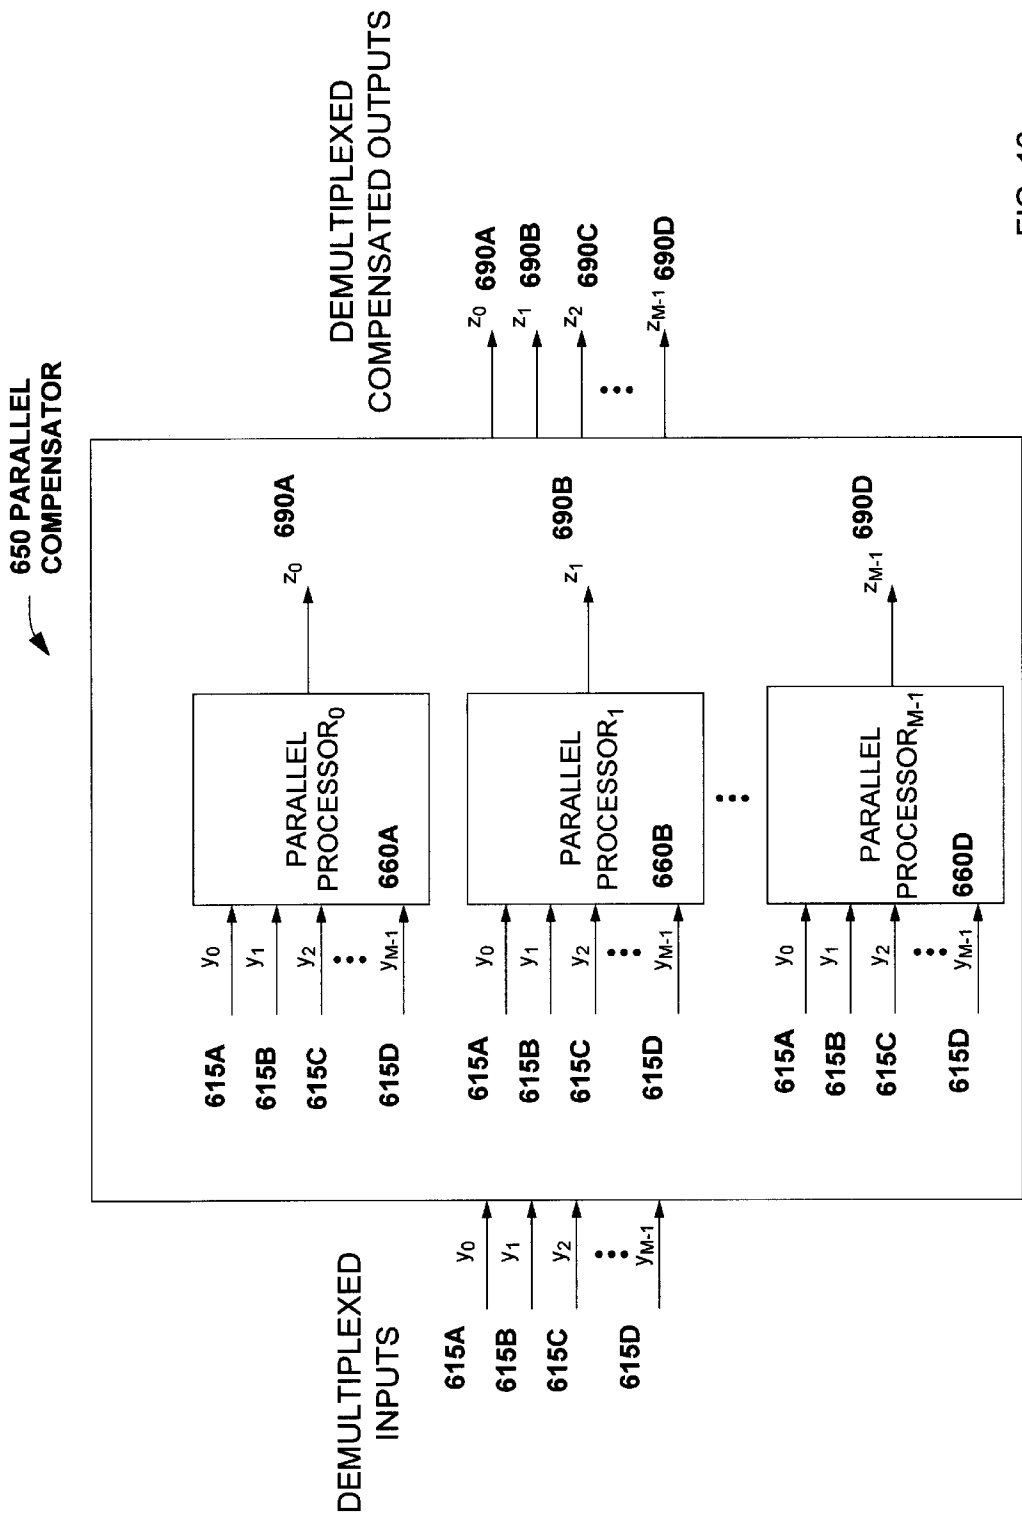 650 PARALLEL
COMPENSATOR
DEMULTIPLEXED
INPUTS
615A y0
615B y1
615C y2
615D yM-1
615A y0
615B y1
615C y2
615D yM-1
PARALLEL
PROCESSOR0
660A
z0 690A
615A y0
615B y1
615C y2
615D yM-1
PARALLEL
PROCESSOR1
660B
z1 690B
615A y0
615B y1
615C y2
615D yM-1
PARALLEL
PROCESSORM-1
660D
zM-1 690D
DEMULTIPLEXED
COMPENSATED OUTPUTS
z0 690A
z1 690B
z2 690C
zM-1 690D
FIG.